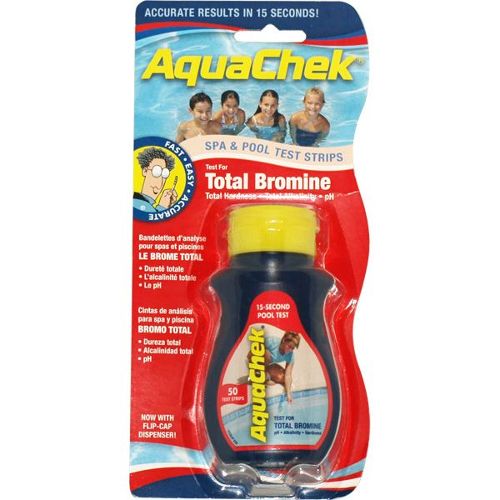 ACCURATE RESULTS IN 15 SECONDS!
AquaChek®
SPA & POOL TEST STRIPS
FAST • EASY • ACCURATE
Test For
Total Bromine
Total Hardness • Total Alkalinity • pH
Bandelettes d'analyse
pour spas et piscines
LE BROME TOTAL
• Dureté totale
• L'alcalinité totale
• Le pH
Cintas de análisis
para spa y piscina
BROMO TOTAL
• Dureza total
• Alcalinidad total
• pH
NOW WITH
FLIP-CAP
DISPENSER!
15-SECOND
POOL TEST
AquaChek
50
TEST STRIPS
TEST FOR
TOTAL BROMINE
pH • Alkalinity • Hardness